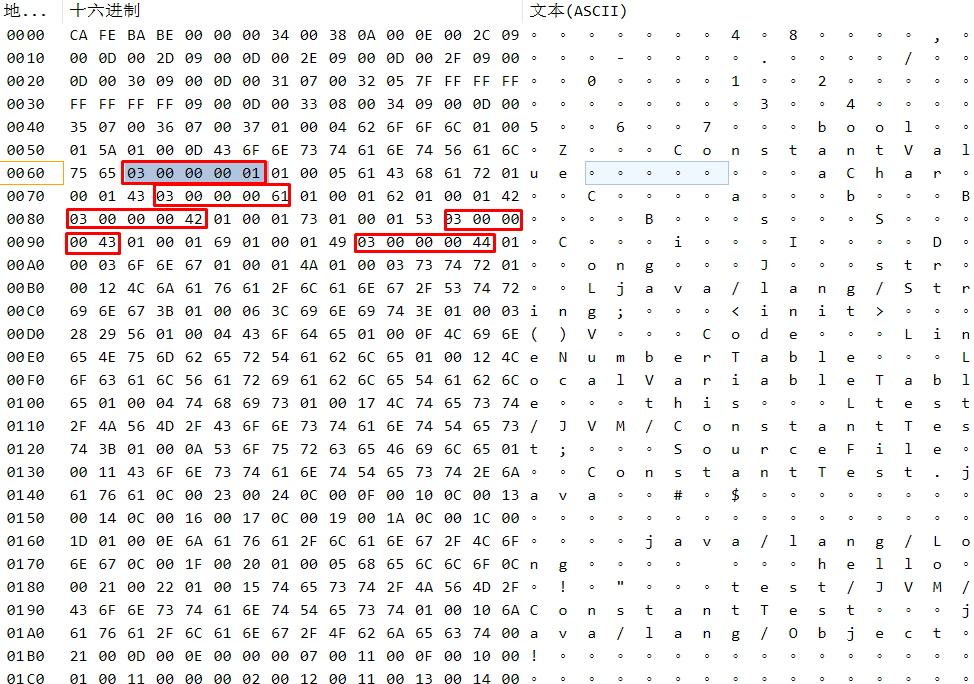 地... 十六进制 文本(ASCII)
0000 CA FE BA BE 00 00 00 34 00 38 0A 00 0E 00 2C 09 ∘ ∘ ∘ ∘ ∘ ∘ ∘ 4 ∘ 8 ∘ ∘ ∘ ∘ , ∘
0010 00 0D 00 2D 09 00 0D 00 2E 09 00 0D 00 2F 09 00 ∘ ∘ ∘ - ∘ ∘ ∘ ∘ . ∘ ∘ ∘ ∘ / ∘ ∘
0020 0D 00 30 09 00 0D 00 31 07 00 32 05 7F FF FF FF ∘ ∘ 0 ∘ ∘ ∘ ∘ 1 ∘ ∘ 2 ∘ ∘ ∘ ∘ ∘
0030 FF FF FF FF 09 00 0D 00 33 08 00 34 09 00 0D 00 ∘ ∘ ∘ ∘ ∘ ∘ ∘ ∘ 3 ∘ ∘ 4 ∘ ∘ ∘ ∘
0040 35 07 00 36 07 00 37 01 00 04 62 6F 6F 6C 01 00 5 ∘ ∘ 6 ∘ ∘ 7 ∘ ∘ ∘ b o o l ∘ ∘
0050 01 5A 01 00 0D 43 6F 6E 73 74 61 6E 74 56 61 6C ∘ Z ∘ ∘ ∘ C o n s t a n t V a l
0060 75 65 03 00 00 00 01 01 00 05 61 43 68 61 72 01 u e ∘ ∘ ∘ ∘ ∘ ∘ ∘ ∘ a C h a r ∘
0070 00 01 43 03 00 00 00 61 01 00 01 62 01 00 01 42 ∘ ∘ C ∘ ∘ ∘ ∘ a ∘ ∘ ∘ b ∘ ∘ ∘ B
0080 03 00 00 00 42 01 00 01 73 01 00 01 53 03 00 00 ∘ ∘ ∘ ∘ B ∘ ∘ ∘ s ∘ ∘ ∘ S ∘ ∘ ∘
0090 00 43 01 00 01 69 01 00 01 49 03 00 00 00 44 01 ∘ C ∘ ∘ ∘ i ∘ ∘ ∘ I ∘ ∘ ∘ ∘ D ∘
00A0 00 03 6F 6E 67 01 00 01 4A 01 00 03 73 74 72 01 ∘ ∘ o n g ∘ ∘ ∘ J ∘ ∘ ∘ s t r ∘
00B0 00 12 4C 6A 61 76 61 2F 6C 61 6E 67 2F 53 74 72 ∘ ∘ L j a v a / l a n g / S t r
00C0 69 6E 67 3B 01 00 06 3C 69 6E 69 74 3E 01 00 03 i n g ; ∘ ∘ ∘ < i n i t > ∘ ∘ ∘
00D0 28 29 56 01 00 04 43 6F 64 65 01 00 0F 4C 69 6E ( ) V ∘ ∘ ∘ C o d e ∘ ∘ ∘ L i n
00E0 65 4E 75 6D 62 65 72 54 61 62 6C 65 01 00 12 4C e N u m b e r T a b l e ∘ ∘ ∘ L
00F0 6F 63 61 6C 56 61 72 69 61 62 6C 65 54 61 62 6C o c a l V a r i a b l e T a b l
0100 65 01 00 04 74 68 69 73 01 00 17 4C 74 65 73 74 e ∘ ∘ ∘ t h i s ∘ ∘ ∘ L t e s t
0110 2F 4A 56 4D 2F 43 6F 6E 73 74 61 6E 74 54 65 73 / J V M / C o n s t a n t T e s
0120 74 3B 01 00 0A 53 6F 75 72 63 65 46 69 6C 65 01 t ; ∘ ∘ ∘ S o u r c e F i l e ∘
0130 00 11 43 6F 6E 73 74 61 6E 74 54 65 73 74 2E 6A ∘ ∘ C o n s t a n t T e s t . j
0140 61 76 61 0C 00 23 00 24 0C 00 0F 00 10 0C 00 13 a v a ∘ ∘ # ∘ $ ∘ ∘ ∘ ∘ ∘ ∘ ∘ ∘
0150 00 14 0C 00 16 00 17 0C 00 19 00 1A 0C 00 1C 00 ∘ ∘ ∘ ∘ ∘ ∘ ∘ ∘ ∘ ∘ ∘ ∘ ∘ ∘ ∘ ∘
0160 1D 01 00 0E 6A 61 76 61 2F 6C 61 6E 67 2F 4C 6F ∘ ∘ ∘ ∘ j a v a / l a n g / L o
0170 6E 67 0C 00 1F 00 20 01 00 05 68 65 6C 6C 6F 0C n g ∘ ∘ ∘ ∘   ∘ ∘ ∘ h e l l o ∘
0180 00 21 00 22 01 00 15 74 65 73 74 2F 4A 56 4D 2F ∘ ! ∘ " ∘ ∘ ∘ t e s t / J V M /
0190 43 6F 6E 73 74 61 6E 74 54 65 73 74 01 00 10 6A C o n s t a n t T e s t ∘ ∘ ∘ j
01A0 61 76 61 2F 6C 61 6E 67 2F 4F 62 6A 65 63 74 00 a v a / l a n g / O b j e c t ∘
01B0 21 00 0D 00 0E 00 00 00 07 00 11 00 0F 00 10 00 ! ∘ ∘ ∘ ∘ ∘ ∘ ∘ ∘ ∘ ∘ ∘ ∘ ∘ ∘ ∘
01C0 01 00 11 00 00 00 02 00 12 00 11 00 13 00 14 00 ∘ ∘ ∘ ∘ ∘ ∘ ∘ ∘ ∘ ∘ ∘ ∘ ∘ ∘ ∘ ∘